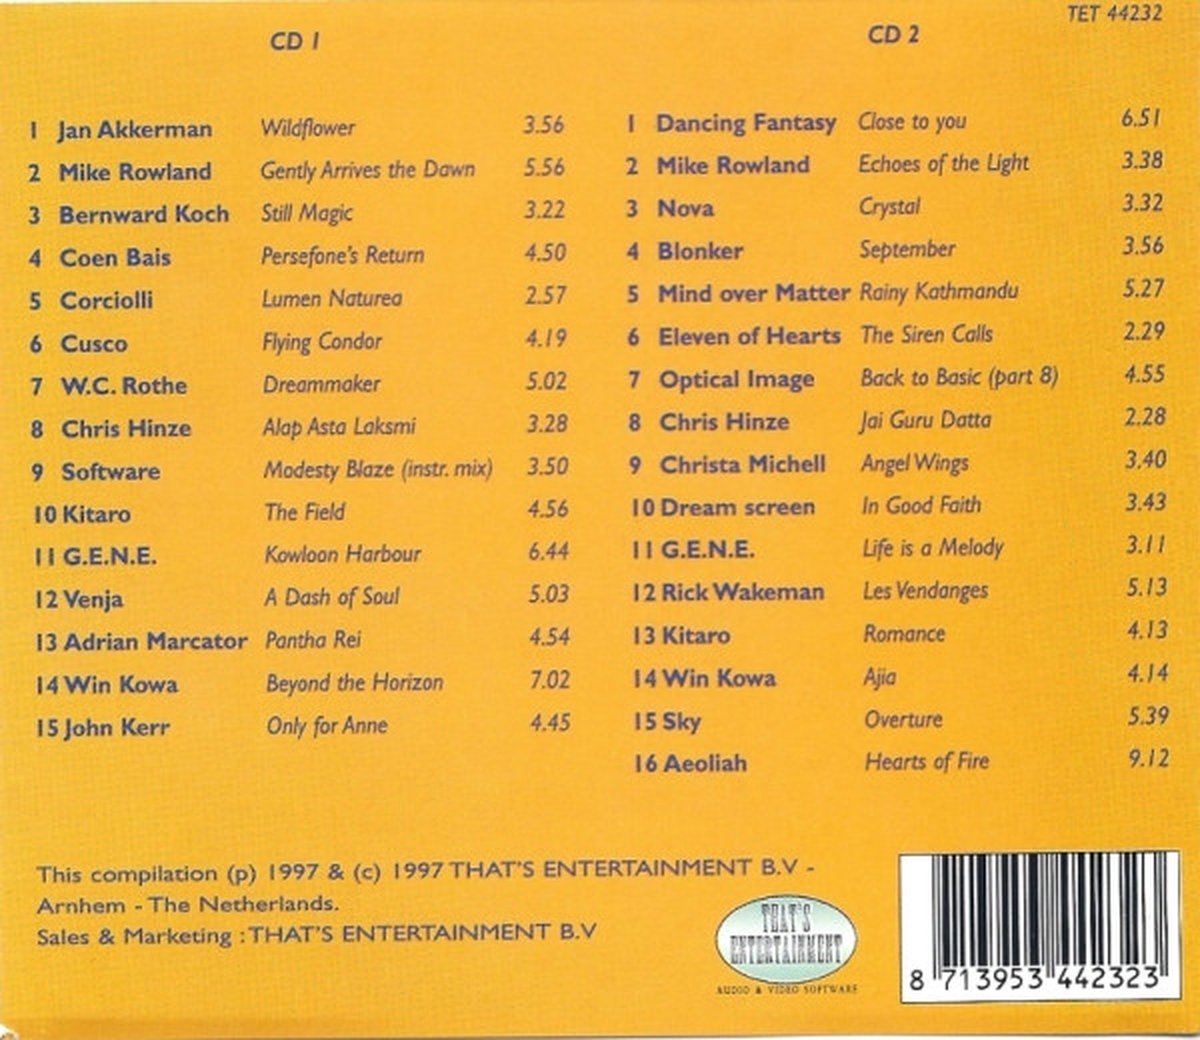 TET 44232
CD 1
1 Jan Akkerman Wildflower 3.56
2 Mike Rowland Gently Arrives the Dawn 5.56
3 Bernward Koch Still Magic 3.22
4 Coen Bais Persefone's Return 4.50
5 Corciolli Lumen Naturea 2.57
6 Cusco Flying Condor 4.19
7 W.C. Rothe Dreammaker 5.02
8 Chris Hinze Alap Asta Laksmi 3.28
9 Software Modesty Blaze (instr. mix) 3.50
10 Kitaro The Field 4.56
11 G.E.N.E. Kowloon Harbour 6.44
12 Venja A Dash of Soul 5.03
13 Adrian Marcator Pantha Rei 4.54
14 Win Kowa Beyond the Horizon 7.02
15 John Kerr Only for Anne 4.45
CD 2
1 Dancing Fantasy Close to you 6.51
2 Mike Rowland Echoes of the Light 3.38
3 Nova Crystal 3.32
4 Blonker September 3.56
5 Mind over Matter Rainy Kathmandu 5.27
6 Eleven of Hearts The Siren Calls 2.29
7 Optical Image Back to Basic (part 8) 4.55
8 Chris Hinze Jai Guru Datta 2.28
9 Christa Michell Angel Wings 3.40
10 Dream screen In Good Faith 3.43
11 G.E.N.E. Life is a Melody 3.11
12 Rick Wakeman Les Vendanges 5.13
13 Kitaro Romance 4.13
14 Win Kowa Ajia 4.14
15 Sky Overture 5.39
16 Aeoliah Hearts of Fire 9.12
This compilation (p) 1997 & (c) 1997 THAT'S ENTERTAINMENT B.V -
Arnhem - The Netherlands.
Sales & Marketing : THAT'S ENTERTAINMENT B.V
THAT'S
ENTERTAINMENT
AUDIO & VIDEO SOFTWARE
8 713953 442323